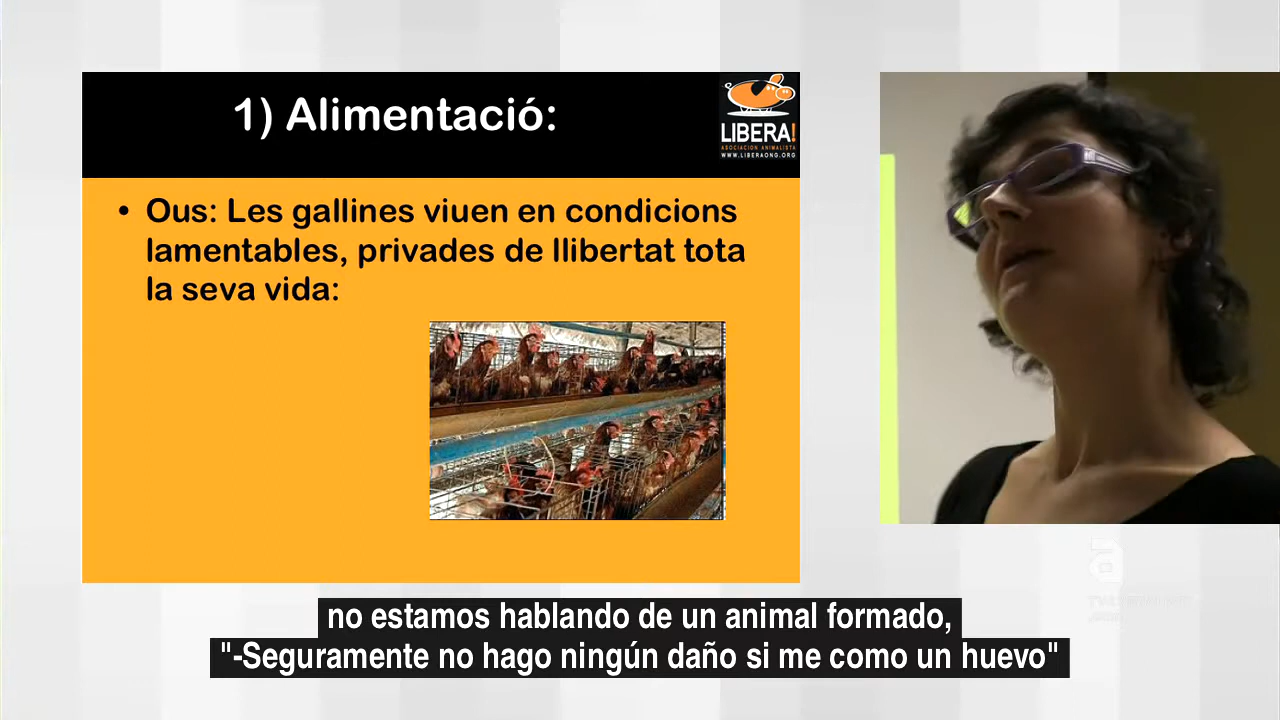 1) Alimentació:
LIBERA!
ASOCIACION ANIMALISTA
WWW.LIBERAONG.ORG
• Ous: Les gallines viuen en condicions
lamentables, privades de llibertat tota
la seva vida:
no estamos hablando de un animal formado,
"-Seguramente no hago ningún daño si me como un huevo"